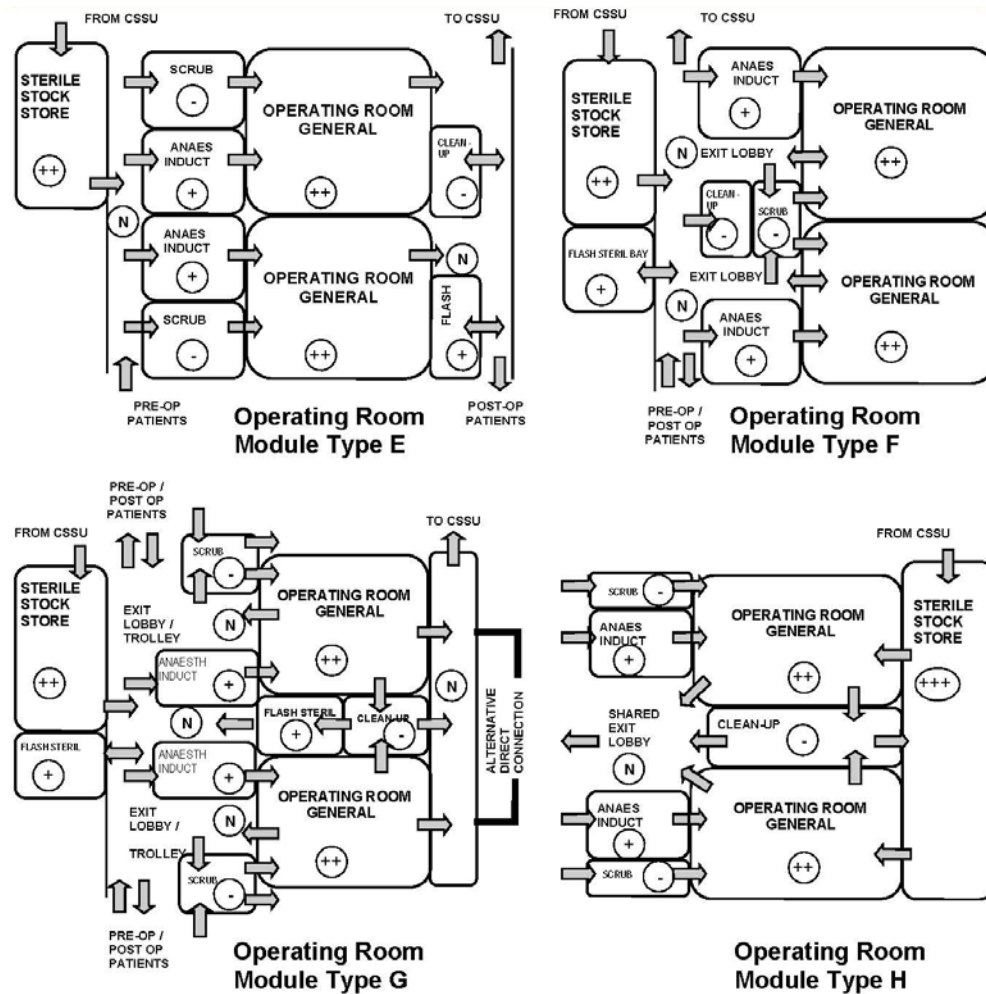 FROM CSSU
STERILE
STOCK
STORE
++
N
SCRUB
-
ANAES
INDUCT
+
ANAES
INDUCT
+
SCRUB
-
OPERATING ROOM
GENERAL
++
OPERATING ROOM
GENERAL
++
TO CSSU
CLEAN -
UP
-
N
FLASH
+
PRE-OP
PATIENTS
POST-OP
PATIENTS
Operating Room
Module Type E
FROM CSSU
TO CSSU
STERILE
STOCK
STORE
++
FLASH STERIL BAY
+
ANAES
INDUCT
+
N
EXIT LOBBY
CLEAN -
UP
-
SCRUB
-
EXIT LOBBY
N
ANAES
INDUCT
+
OPERATING ROOM
GENERAL
++
OPERATING ROOM
GENERAL
++
PRE-OP /
POST OP
PATIENTS
Operating Room
Module Type F
PRE-OP /
POST OP
PATIENTS
FROM CSSU
STERILE
STOCK
STORE
++
FLASH STERIL
+
SCRUB
-
EXIT
LOBBY /
TROLLEY
N
ANAESTH
INDUCT
+
N
ANAESTH
INDUCT
+
EXIT
LOBBY /
TROLLEY
N
SCRUB
-
OPERATING ROOM
GENERAL
++
FLASH STERIL
+
CLEAN-UP
-
OPERATING ROOM
GENERAL
++
TO CSSU
N
ALTERNATIVE
DIRECT
CONNECTION
PRE-OP /
POST OP
PATIENTS
Operating Room
Module Type G
FROM CSSU
SCRUB
-
ANAES
INDUCT
+
SHARED
EXIT
LOBBY
N
ANAES
INDUCT
+
SCRUB
-
OPERATING ROOM
GENERAL
++
CLEAN-UP
-
OPERATING ROOM
GENERAL
++
STERILE
STOCK
STORE
+++
Operating Room
Module Type H